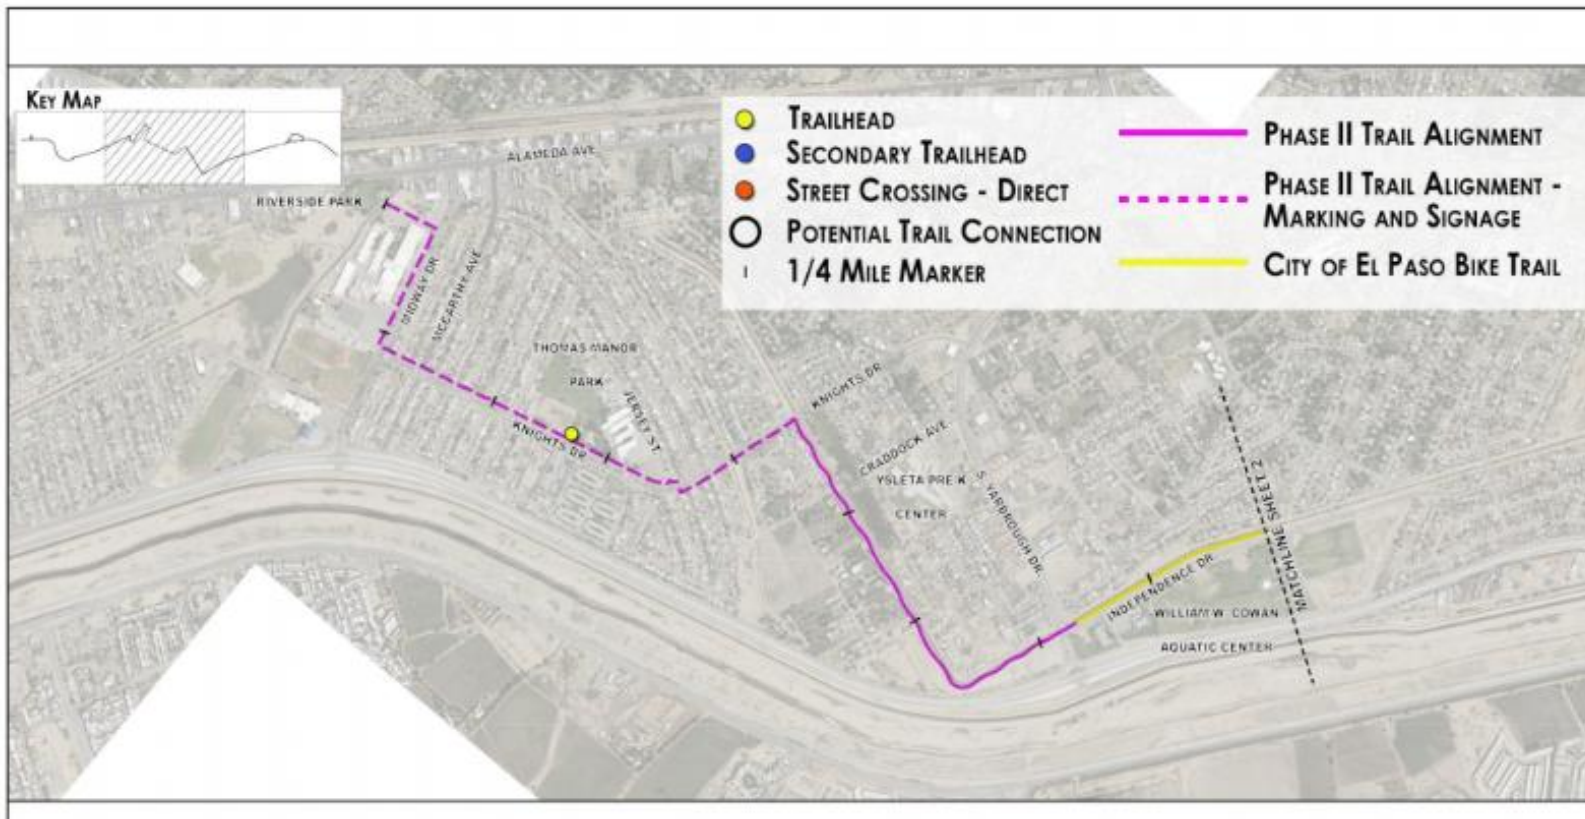 KEY MAP
TRAILHEAD
SECONDARY TRAILHEAD
STREET CROSSING - DIRECT
POTENTIAL TRAIL CONNECTION
1/4 MILE MARKER
PHASE II TRAIL ALIGNMENT
PHASE II TRAIL ALIGNMENT -
MARKING AND SIGNAGE
CITY OF EL PASO BIKE TRAIL
ALAMEDA AVE
RIVERSIDE PARK
MIDWAY DR
MCCARTHY AVE
THOMAS MANOR
PARK
JERSEY ST.
KNIGHTS DR
KNIGHTS DR
CRADDOCK AVE
YSLETA PRE K
CENTER
S. YARBROUGH DR.
INDEPENDENCE DR
WILLIAM W. COWAN
AQUATIC CENTER
MATCHLINE SHEET 2